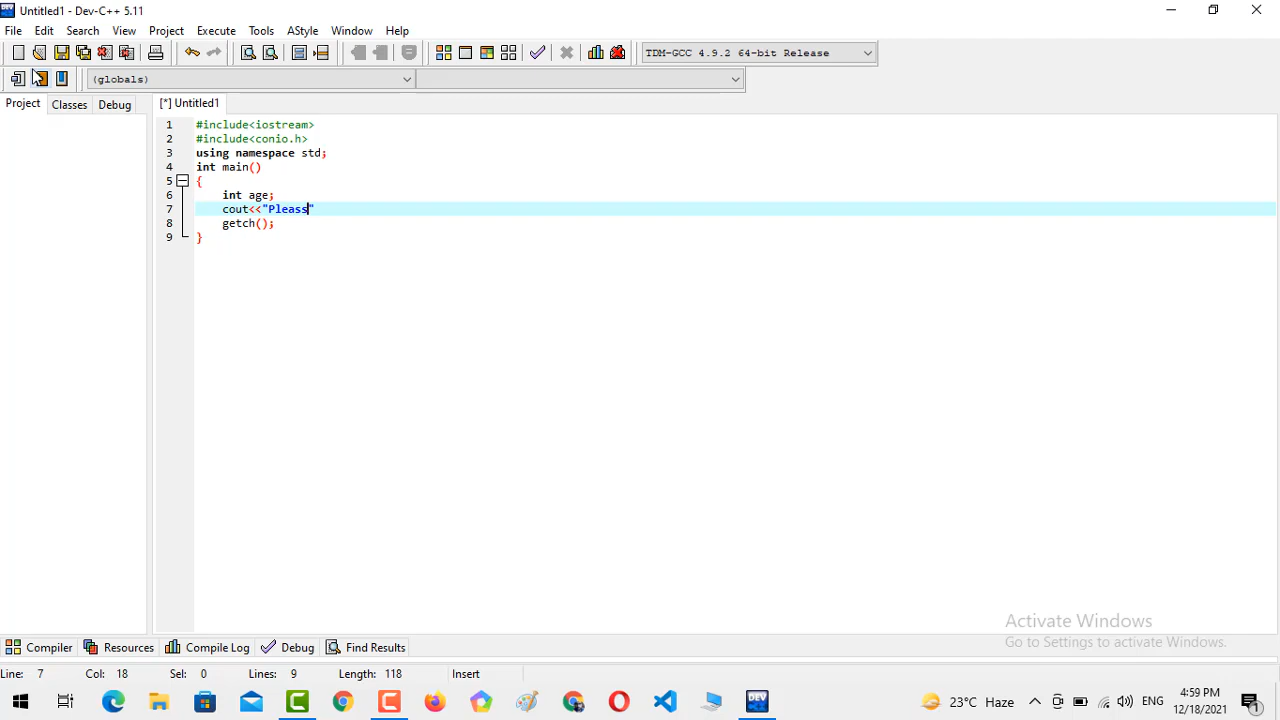 Untitled1 - Dev-C++ 5.11
File Edit Search View Project Execute Tools AStyle Window Help
TDM-GCC 4.9.2 64-bit Release
(globals)
Project Classes Debug [*] Untitled1
1 #include<iostream>
2 #include<conio.h>
3 using namespace std;
4 int main()
5 {
6 int age;
7 cout<<"Pleass"
8 getch();
9 }
Activate Windows
Go to Settings to activate Windows.
Compiler Resources Compile Log Debug Find Results
Line: 7 Col: 18 Sel: 0 Lines: 9 Length: 118 Insert
DEV
23°C Haze ENG 4:59 PM
12/18/2021 1